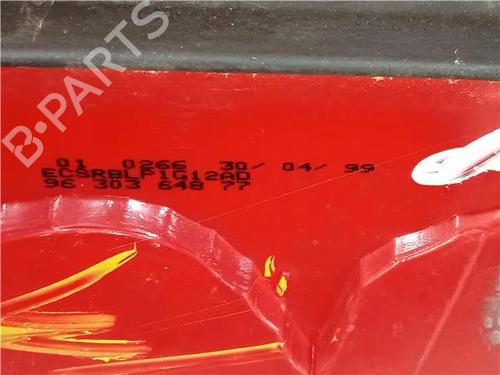 B-PARTS
01 0266 30/ 04/ 99
ECSRBLP1G12AD
96 303 648 77